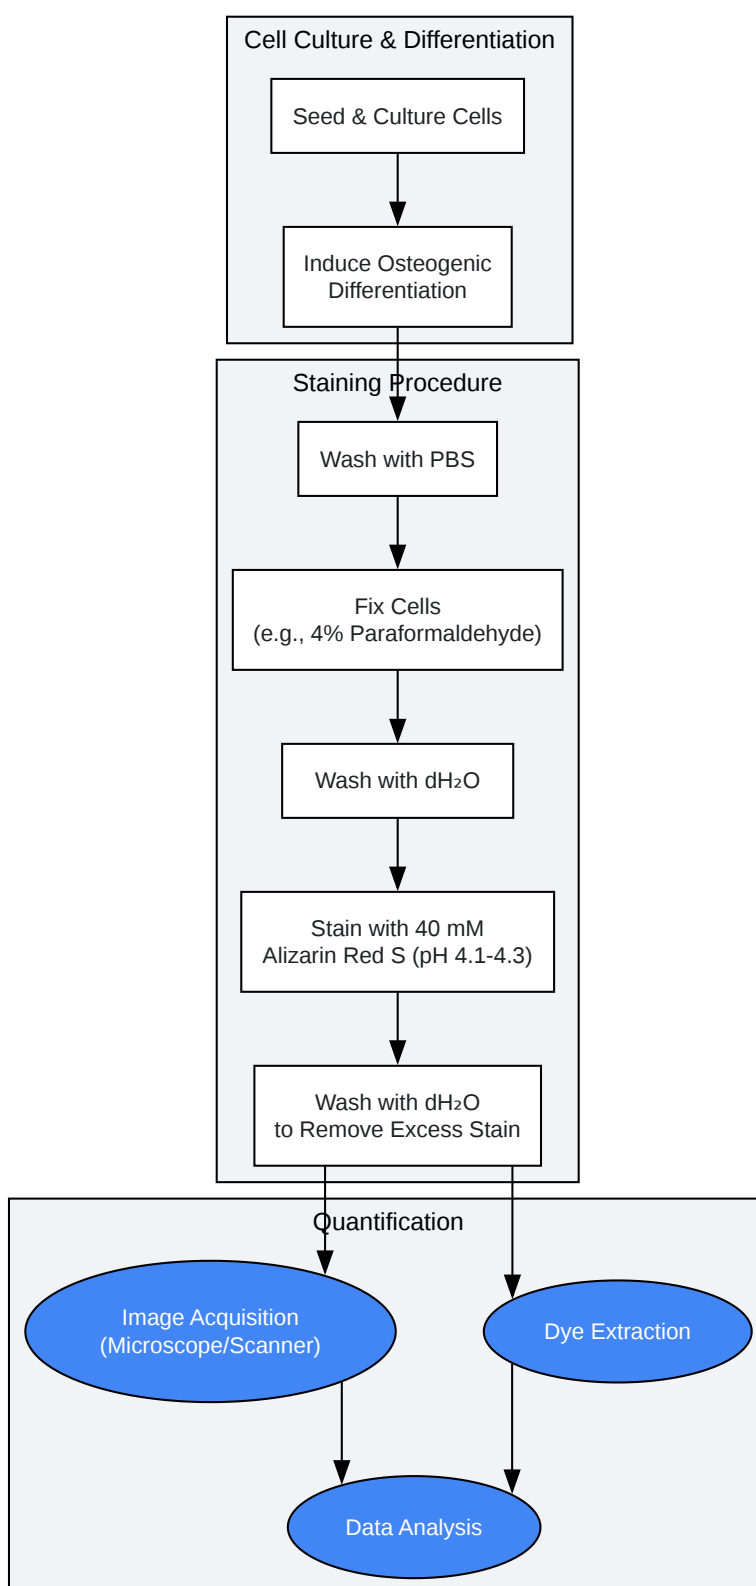 Cell Culture & Differentiation
Seed & Culture Cells
Induce Osteogenic
Differentiation
Staining Procedure
Wash with PBS
Fix Cells
(e.g., 4% Paraformaldehyde)
Wash with dH₂O
Stain with 40 mM
Alizarin Red S (pH 4.1-4.3)
Wash with dH₂O
to Remove Excess Stain
Quantification
Image Acquisition
(Microscope/Scanner)
Dye Extraction
Data Analysis